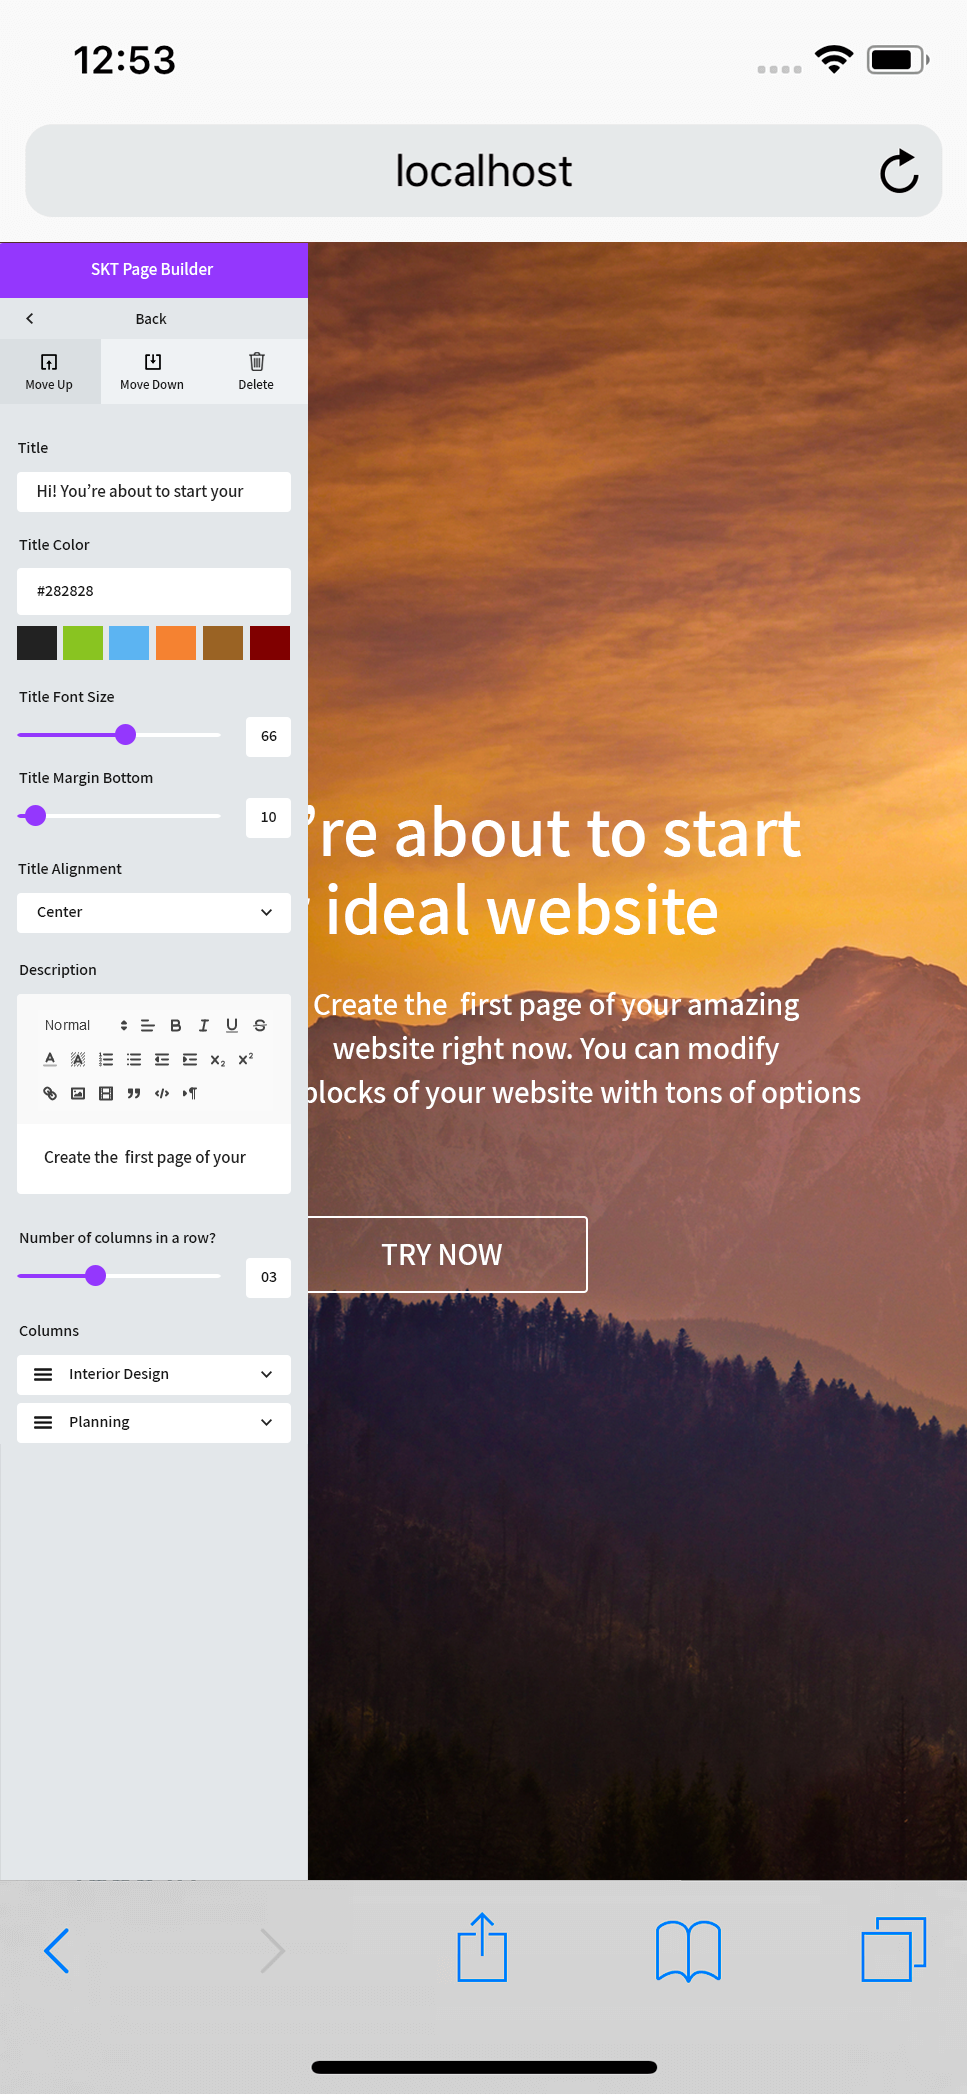 12:53
localhost
SKT Page Builder
Back
Move Up Move Down Delete
Title
Hi! You're about to start your
Title Color
#282828
Title Font Size
66
Title Margin Bottom
10
Title Alignment
Center
Description
Normal
Create the first page of your
Number of columns in a row?
03
Columns
Interior Design
Planning
're about to start
ideal website
Create the first page of your amazing
website right now. You can modify
blocks of your website with tons of options
TRY NOW